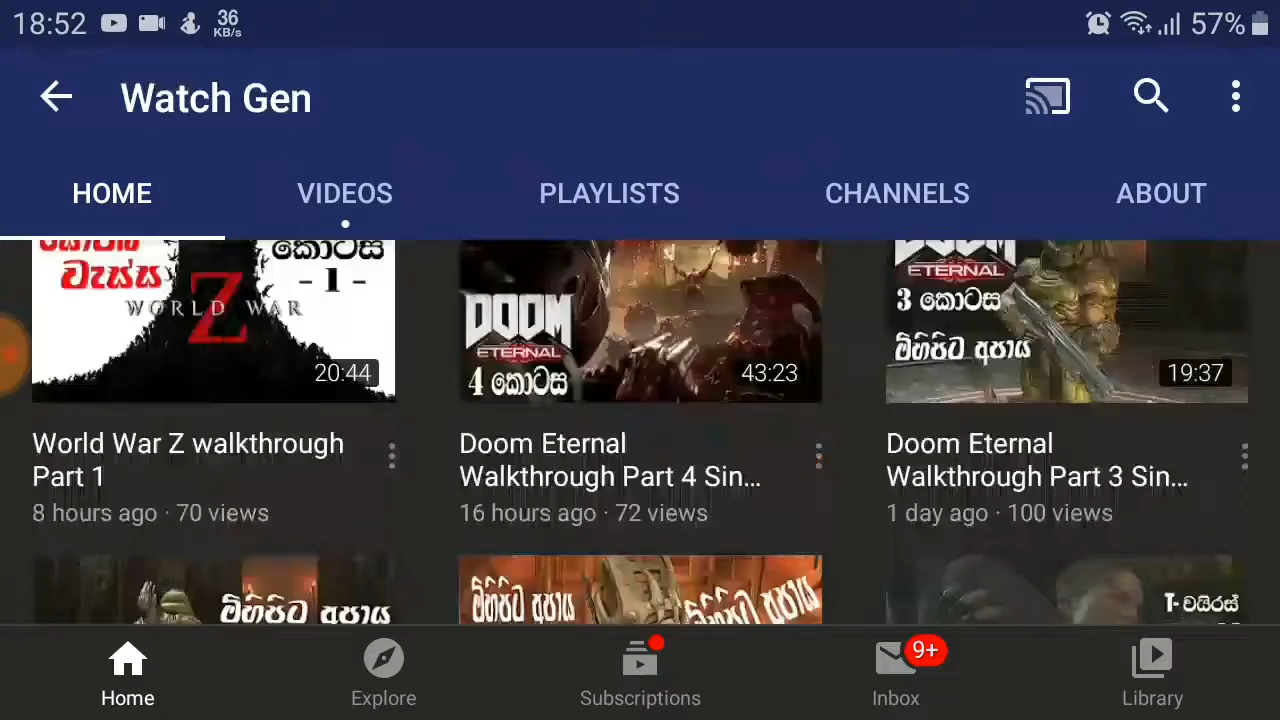 18:52 36 KB/s 57%
Watch Gen
HOME VIDEOS PLAYLISTS CHANNELS ABOUT
වැස්ස
කොටස
- 1 -
WORLD WAR
Z
20:44
DOOM
ETERNAL
4 කොටස
43:23
DOOM
ETERNAL
3 කොටස
මිහිපිට අපාය
19:37
World War Z walkthrough
Part 1
8 hours ago · 70 views
Doom Eternal
Walkthrough Part 4 Sin...
16 hours ago · 72 views
Doom Eternal
Walkthrough Part 3 Sin...
1 day ago · 100 views
මිහිපිට අපාය
මිහිපිට අපාය
මිහිපිට අපාය
T- වයිරස්
9+
Home Explore Subscriptions Inbox Library